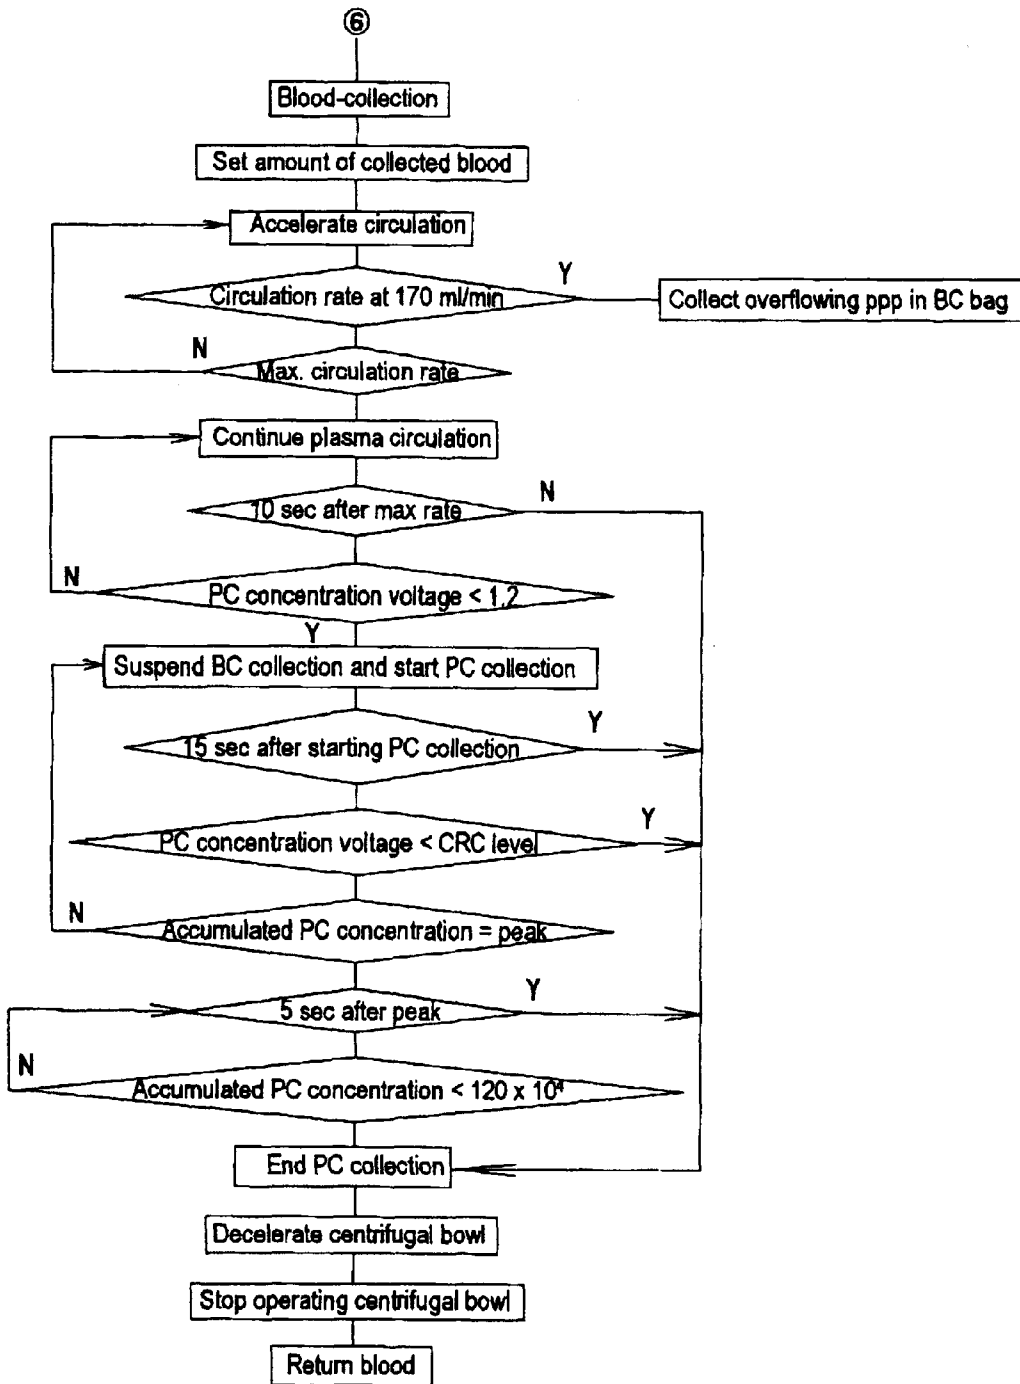 ⑥
Blood-collection
Set amount of collected blood
Accelerate circulation
Y
Circulation rate at 170 ml/min
Collect overflowing ppp in BC bag
N
Max. circulation rate
Continue plasma circulation
N
10 sec after max rate
N
PC concentration voltage < 1.2
Y
Suspend BC collection and start PC collection
Y
15 sec after starting PC collection
Y
PC concentration voltage < CRC level
N
Accumulated PC concentration = peak
Y
5 sec after peak
N
Accumulated PC concentration < 120 x 10⁴
End PC collection
Decelerate centrifugal bowl
Stop operating centrifugal bowl
Return blood